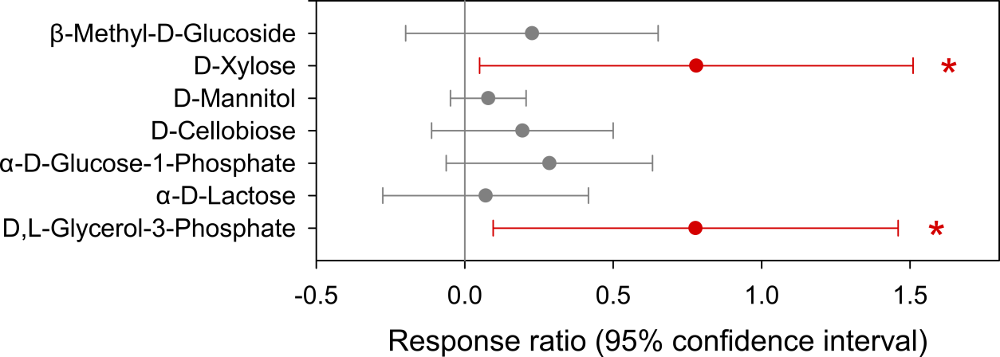 β-Methyl-D-Glucoside
D-Xylose
*
D-Mannitol
D-Cellobiose
α-D-Glucose-1-Phosphate
α-D-Lactose
D,L-Glycerol-3-Phosphate
*
-0.5 0.0 0.5 1.0 1.5
Response ratio (95% confidence interval)